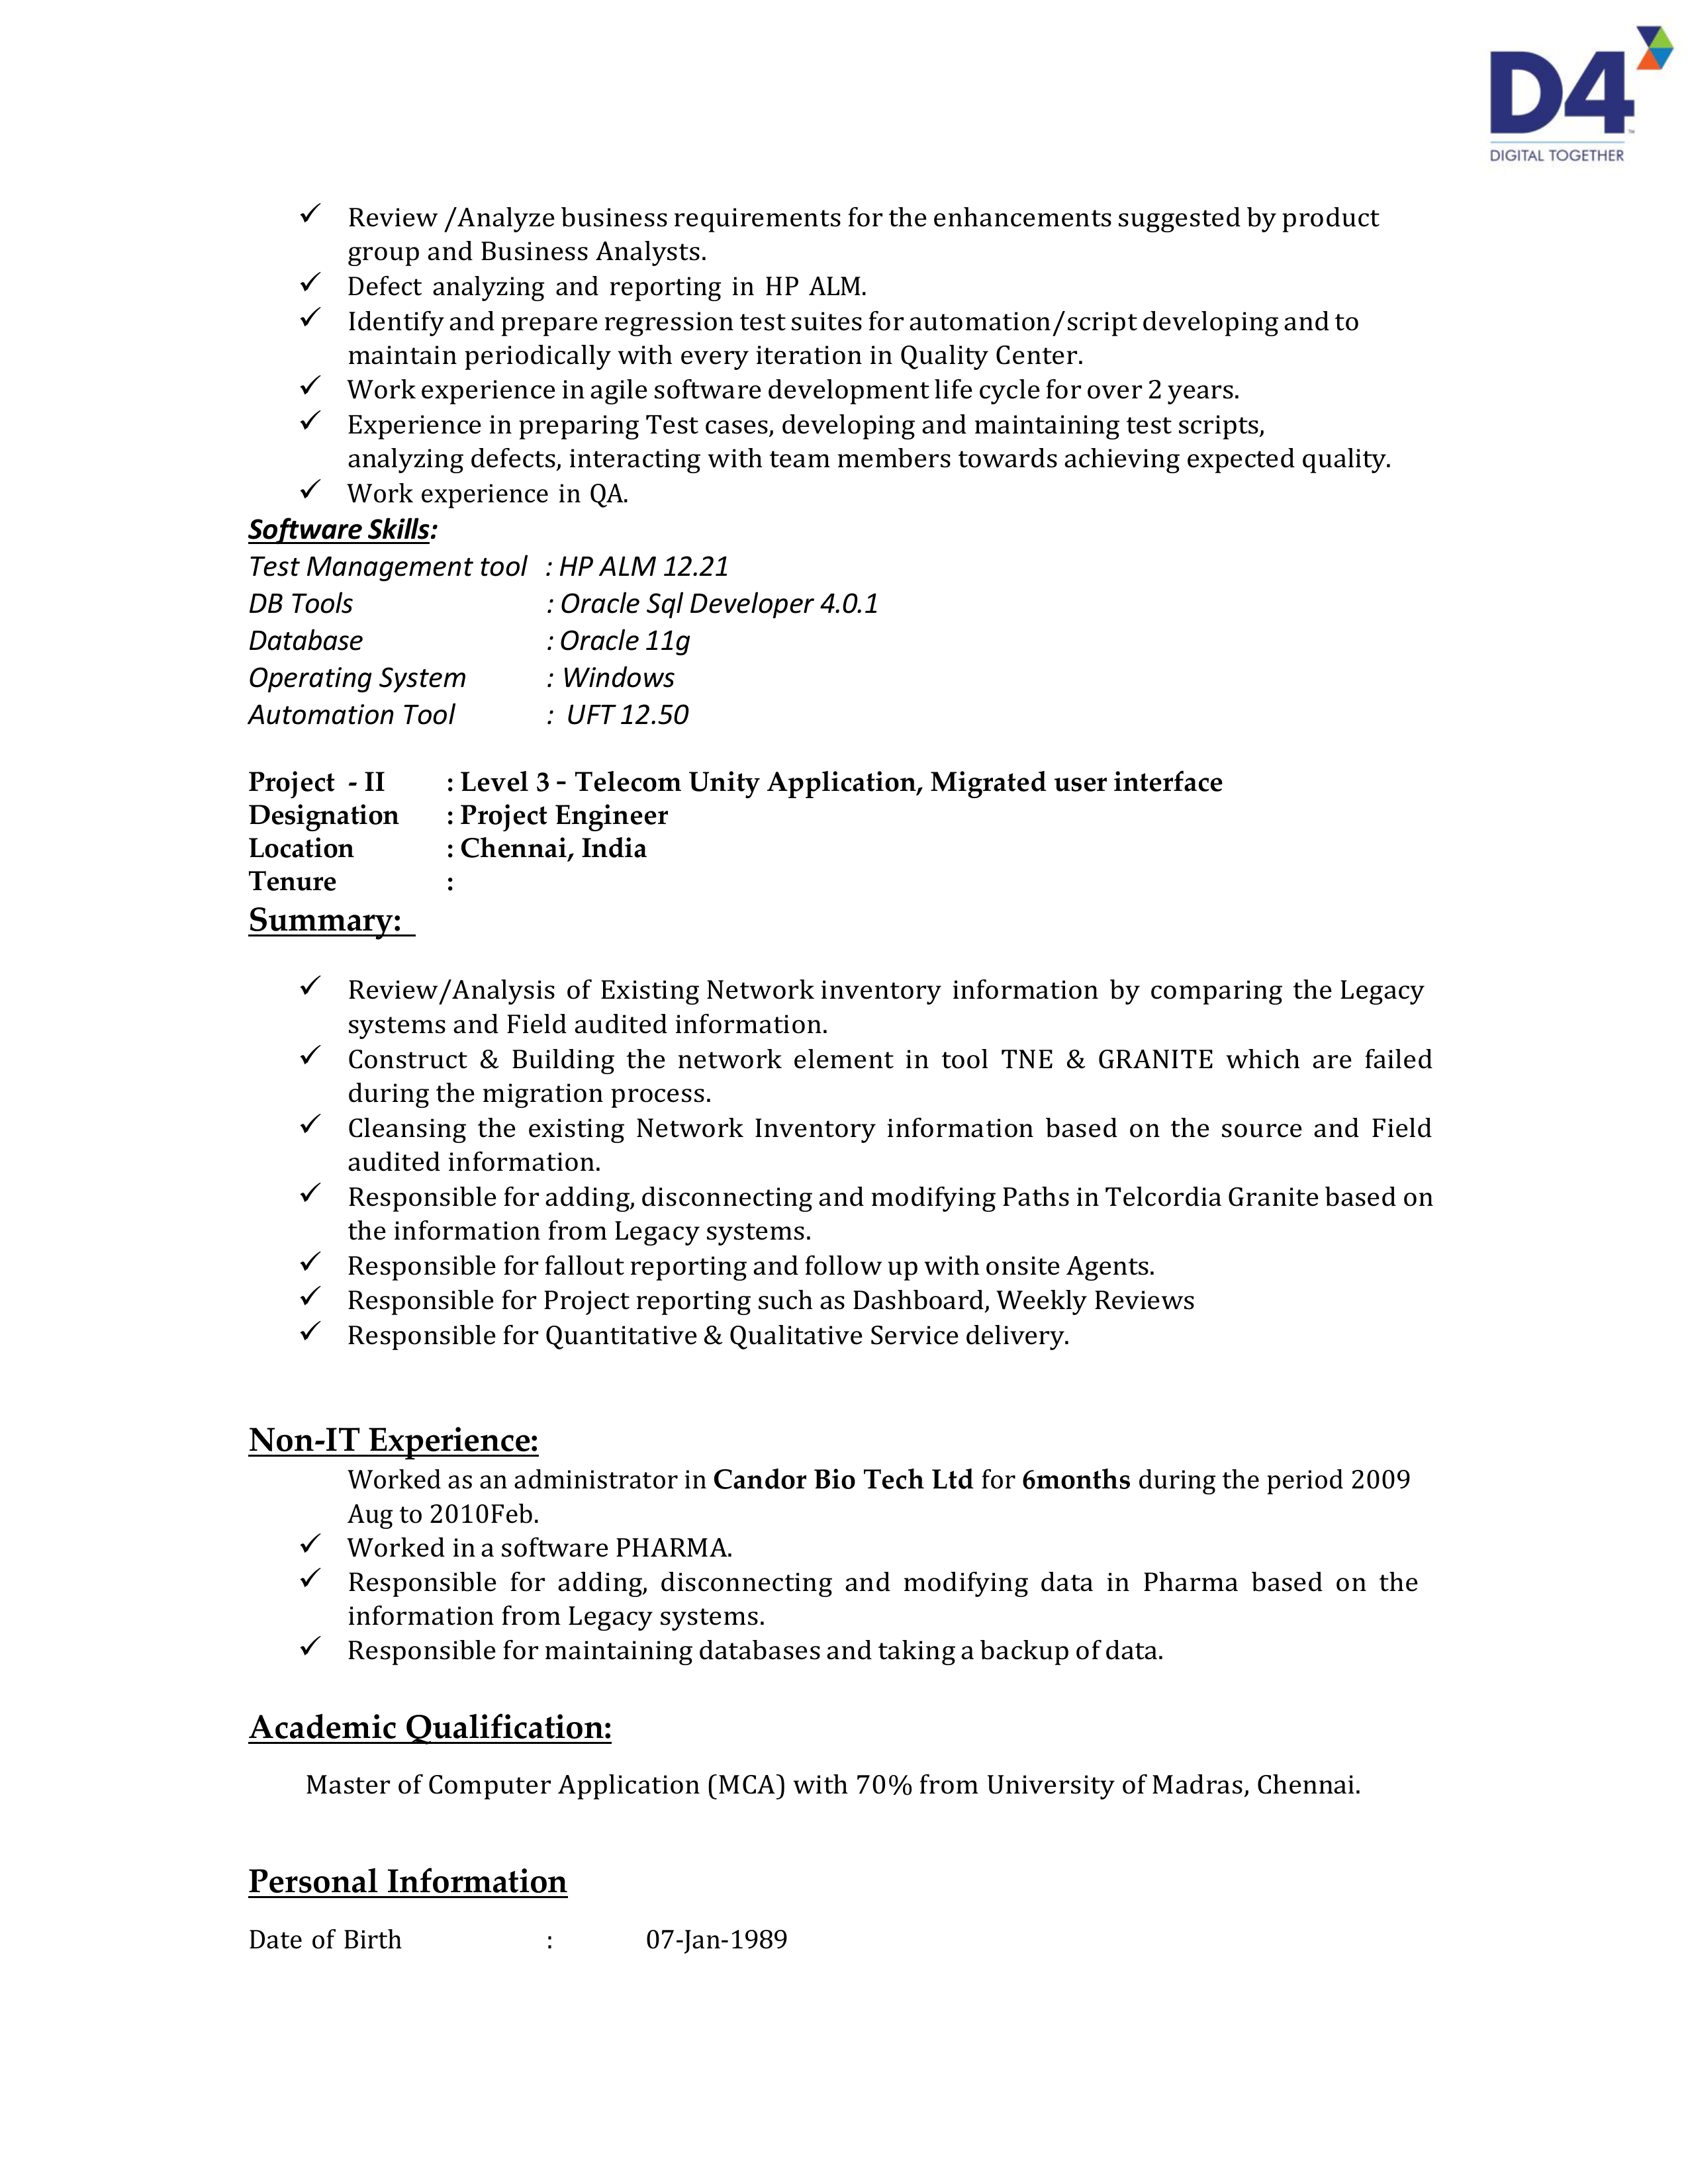 D4
™
DIGITAL TOGETHER
✓ Review /Analyze business requirements for the enhancements suggested by product
group and Business Analysts.
✓ Defect analyzing and reporting in HP ALM.
✓ Identify and prepare regression test suites for automation/script developing and to
maintain periodically with every iteration in Quality Center.
✓ Work experience in agile software development life cycle for over 2 years.
✓ Experience in preparing Test cases, developing and maintaining test scripts,
analyzing defects, interacting with team members towards achieving expected quality.
✓ Work experience in QA.
Software Skills:
Test Management tool : HP ALM 12.21
DB Tools : Oracle Sql Developer 4.0.1
Database : Oracle 11g
Operating System : Windows
Automation Tool : UFT 12.50
Project - II : Level 3 - Telecom Unity Application, Migrated user interface
Designation : Project Engineer
Location : Chennai, India
Tenure :
Summary:
✓ Review/Analysis of Existing Network inventory information by comparing the Legacy
systems and Field audited information.
✓ Construct & Building the network element in tool TNE & GRANITE which are failed
during the migration process.
✓ Cleansing the existing Network Inventory information based on the source and Field
audited information.
✓ Responsible for adding, disconnecting and modifying Paths in Telcordia Granite based on
the information from Legacy systems.
✓ Responsible for fallout reporting and follow up with onsite Agents.
✓ Responsible for Project reporting such as Dashboard, Weekly Reviews
✓ Responsible for Quantitative & Qualitative Service delivery.
Non-IT Experience:
Worked as an administrator in Candor Bio Tech Ltd for 6months during the period 2009
Aug to 2010Feb.
✓ Worked in a software PHARMA.
✓ Responsible for adding, disconnecting and modifying data in Pharma based on the
information from Legacy systems.
✓ Responsible for maintaining databases and taking a backup of data.
Academic Qualification:
Master of Computer Application (MCA) with 70% from University of Madras, Chennai.
Personal Information
Date of Birth : 07-Jan-1989